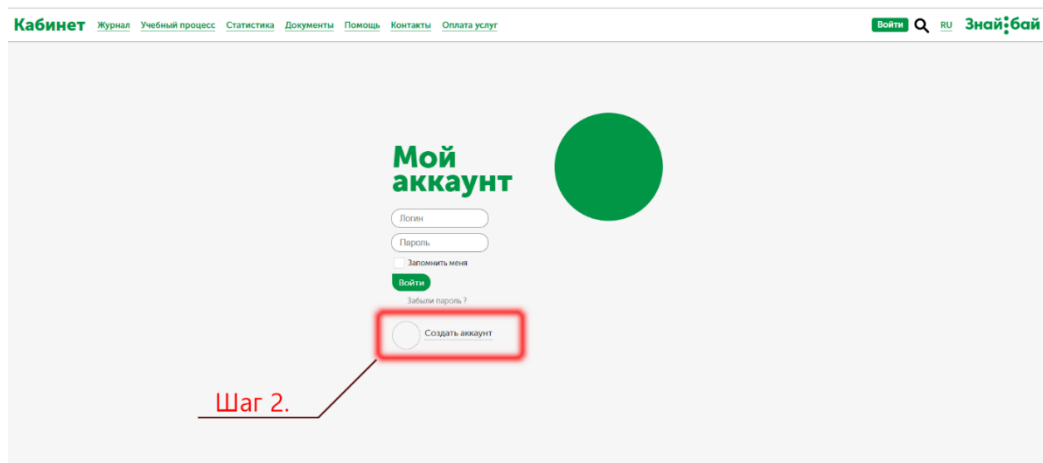 Кабинет Журнал Учебный процесс Статистика Документы Помощь Контакты Оплата услуг Войти RU Знай:бай
Мой
аккаунт
Логин
Пароль
Запомнить меня
Войти
Забыли пароль ?
Создать аккаунт
Шаг 2.